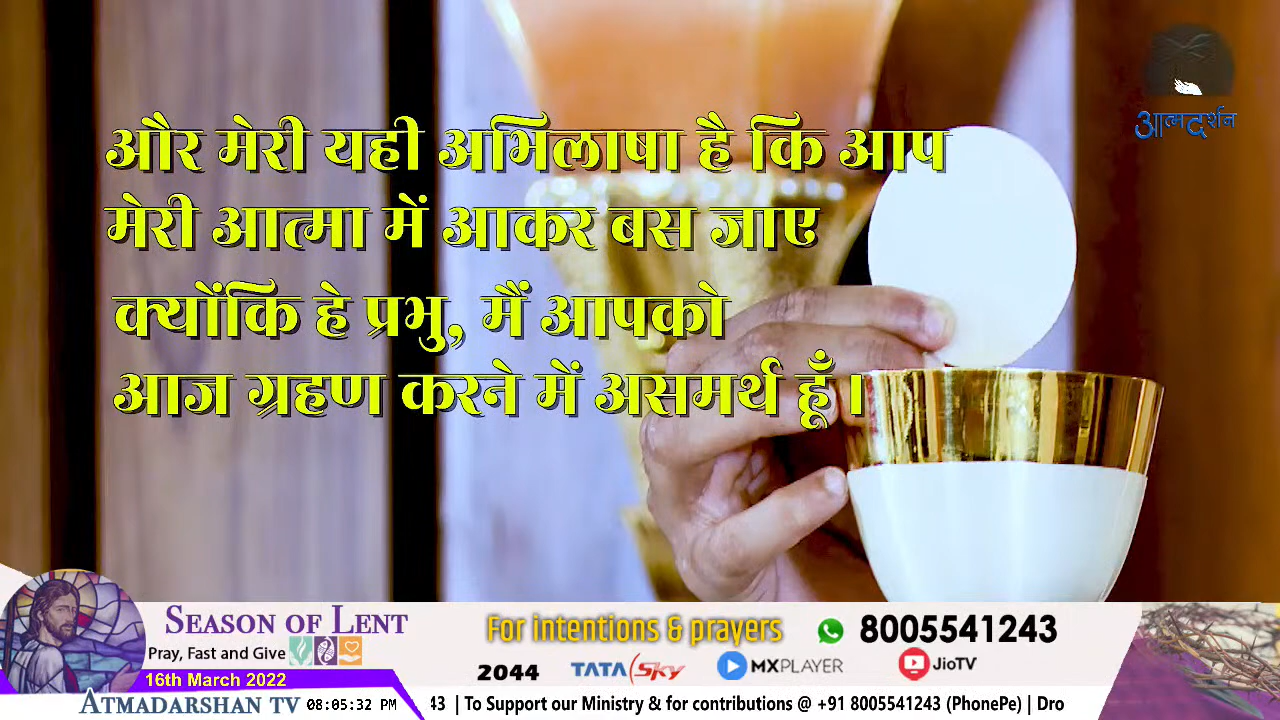 और मेरी यही अभिलाषा है कि आप
मेरी आत्मा में आकर बस जाए
क्योंकि हे प्रभु, मैं आपको
आज ग्रहण करने में असमर्थ हूँ।
आत्मदर्शन
SEASON OF LENT
Pray, Fast and Give
16th March 2022
For intentions & prayers 8005541243
2044 TATA Sky MXPLAYER JioTV
ATMADARSHAN TV 08:05:32 PM 43 | To Support our Ministry & for contributions @ +91 8005541243 (PhonePe) | Dro